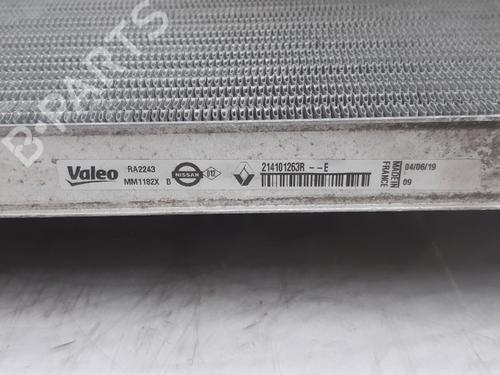 B-PARTS
Valeo
RA2243
MM1182X B
NISSAN
214101263R--E
MADE IN
FRANCE
04/06/19
09